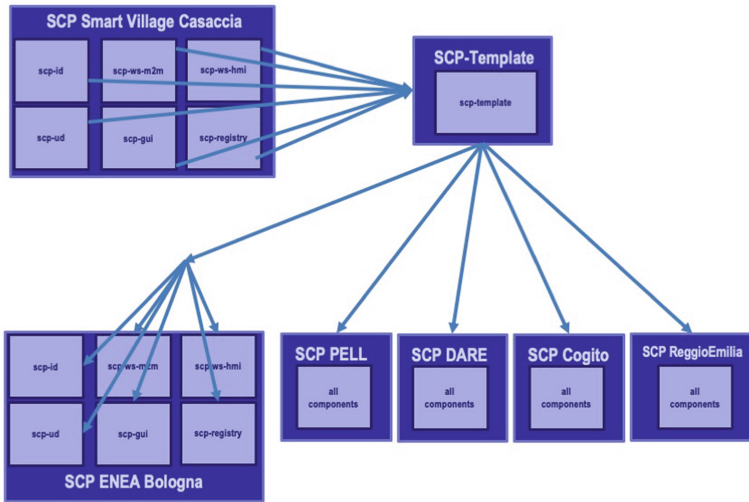 SCP Smart Village Casaccia
scp-id
scp-ws-m2m
scp-ws-hmi
scp-ud
scp-gui
scp-registry
SCP-Template
scp-template
scp-id
scp-ws-m2m
scp-ws-hmi
scp-ud
scp-gui
scp-registry
SCP ENEA Bologna
SCP PELL
all
components
SCP DARE
all
components
SCP Cogito
all
components
SCP ReggioEmilia
all
components